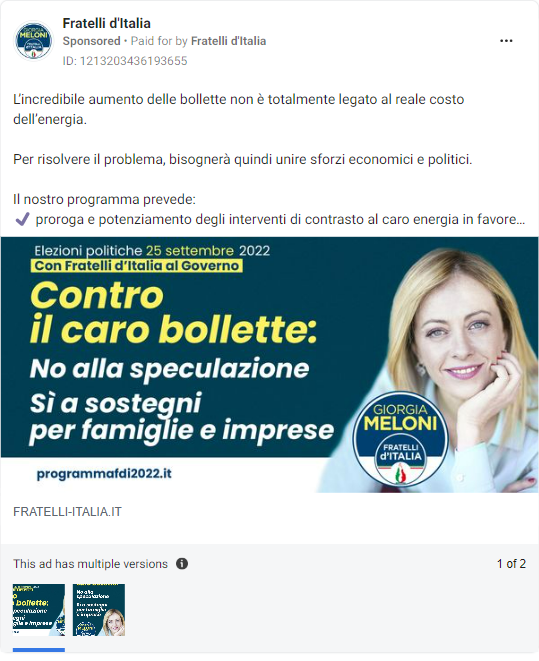 Fratelli d'Italia
Sponsored • Paid for by Fratelli d'Italia
ID: 1213203436193655
L'incredibile aumento delle bollette non è totalmente legato al reale costo
dell'energia.
Per risolvere il problema, bisognerà quindi unire sforzi economici e politici.
Il nostro programma prevede:
✔ proroga e potenziamento degli interventi di contrasto al caro energia in favore...
Elezioni politiche 25 settembre 2022
Con Fratelli d'Italia al Governo
Contro
il caro bollette:
No alla speculazione
Sì a sostegni
per famiglie e imprese
GIORGIA
MELONI
FRATELLI
d'ITALIA
programmafdi2022.it
FRATELLI-ITALIA.IT
This ad has multiple versions
1 of 2